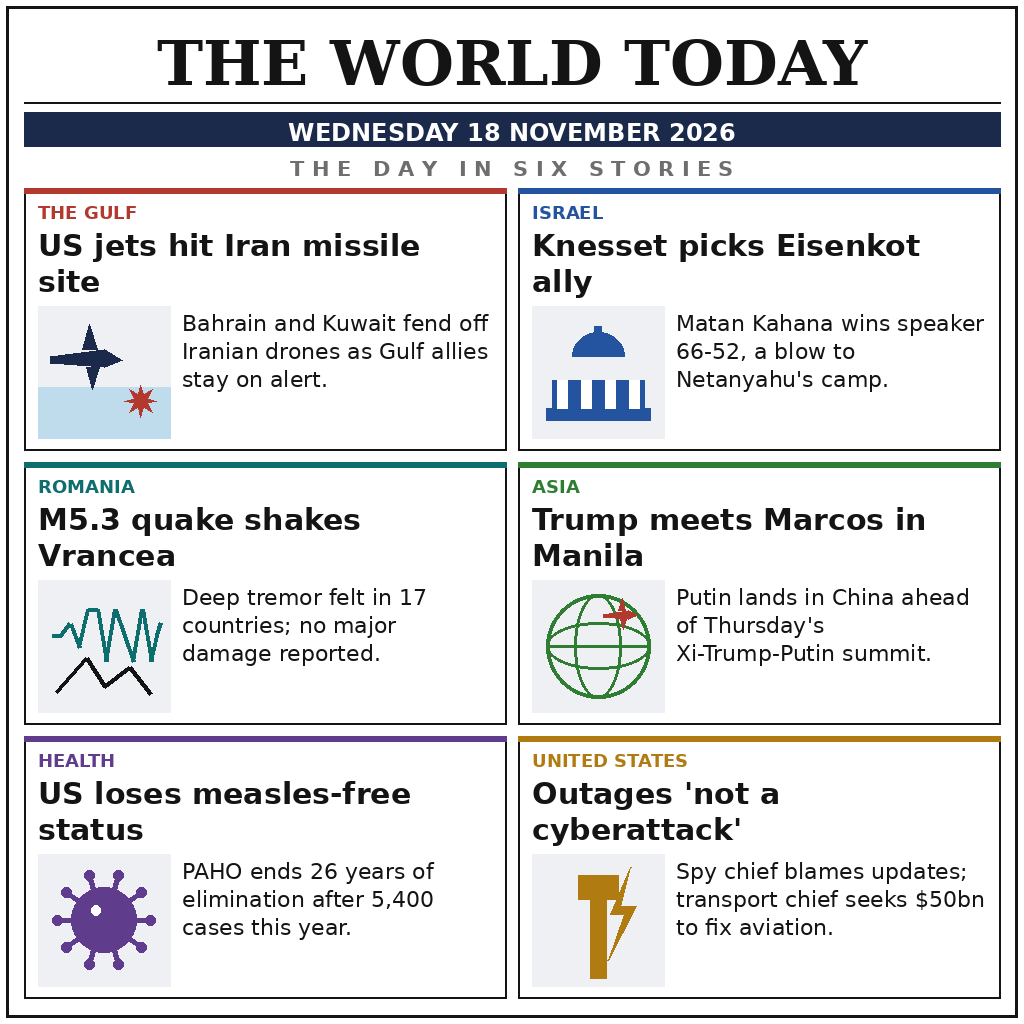 THE WORLD TODAY
WEDNESDAY 18 NOVEMBER 2026
THE DAY IN SIX STORIES
THE GULF
US jets hit Iran missile
site
Bahrain and Kuwait fend off
Iranian drones as Gulf allies
stay on alert.
ISRAEL
Knesset picks Eisenkot
ally
Matan Kahana wins speaker
66-52, a blow to
Netanyahu's camp.
ROMANIA
M5.3 quake shakes
Vrancea
Deep tremor felt in 17
countries; no major
damage reported.
ASIA
Trump meets Marcos in
Manila
Putin lands in China ahead
of Thursday's
Xi-Trump-Putin summit.
HEALTH
US loses measles-free
status
PAHO ends 26 years of
elimination after 5,400
cases this year.
UNITED STATES
Outages 'not a
cyberattack'
Spy chief blames updates;
transport chief seeks $50bn
to fix aviation.